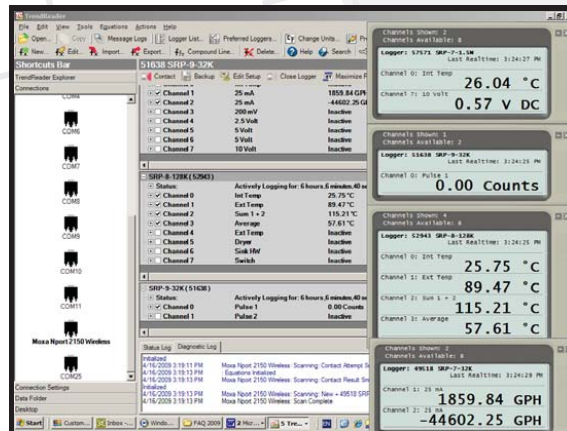 TrendReader
File Edit View Tools Equations Actions Help
Open... Copy Message Logs Logger List... Preferred Loggers... Change Units...
New... Edit... Import... Export... Compound Line... Delete... Help Search
Shortcuts Bar
TrendReader Explorer
Connections
COM6
COM7
COM8
COM9
COM10
COM11
Moxa Nport 2150 Wireless
COM25
Connection Settings
Data Folder
Desktop
51638 SRP-9-32K
Contact Backup Edit Setup Close Logger Maximize
Channel 1 25 mA 1859.84 GPH
Channel 2 25 mA -44602.25 G
Channel 3 200 mV Inactive
Channel 4 2.5 Volt Inactive
Channel 5 5 Volt Inactive
Channel 6 5 Volt Inactive
Channel 7 10 Volt Inactive
SRP-8-128K (52943)
Status: Actively Logging for: 6 hours, 6 minutes, 40 se
Channel 0 Int Temp 25.75 °C
Channel 1 Ext Temp 89.47 °C
Channel 2 Sum 1 + 2 115.21 °C
Channel 3 Average 57.61 °C
Channel 4 Ext Temp Inactive
Channel 5 Dryer Inactive
Channel 6 Sink HW Inactive
Channel 7 Switch Inactive
SRP-9-32K (51638)
Status: Actively Logging for: 6 hours, 6 minutes, 40 se
Channel 0 Pulse 1 0.00 Counts
Channel 1 Pulse 2 Inactive
Status Log Diagnostic Log
Initialized
4/16/2009 3:19:11 PM Moxa Nport 2150 Wireless: Scanning: Contact Attempt S
4/16/2009 3:19:13 PM : Equations Initialized
4/16/2009 3:19:13 PM Moxa Nport 2150 Wireless: Scanning: Contact Result Sm
Initialized
4/16/2009 3:19:13 PM Moxa Nport 2150 Wireless: Scanning: New + 49518 SRP
4/16/2009 3:19:13 PM Moxa Nport 2150 Wireless: Scan Complete
Channels Shown: 2
Channels Available: 8
Logger: 57571 SRP-7-1.5M
Last Realtime: 3:24:27 PM
Channel 0: Int Temp
26.04 °C
Channel 7: 10 Volt
0.57 V DC
Channels Shown: 1
Channels Available: 2
Logger: 51638 SRP-9-32K
Last Realtime: 3:24:25 PM
Channel 0: Pulse 1
0.00 Counts
Channels Shown: 4
Channels Available: 8
Logger: 52943 SRP-8-128K
Last Realtime: 3:24:25 PM
Channel 0: Int Temp
25.75 °C
Channel 1: Ext Temp
89.47 °C
Channel 2: Sum 1 + 2
115.21 °C
Channel 3: Average
57.61 °C
Channels Shown: 2
Channels Available: 8
Logger: 49518 SRP-7-32K
Last Realtime: 3:24:29 PM
Channel 1: 25 mA
1859.84 GPH
Channel 2: 25 mA
-44602.25 GPH
Start Custom... Inbox -... Windo... FAQ 2009 2 Micr... 5 Tre...